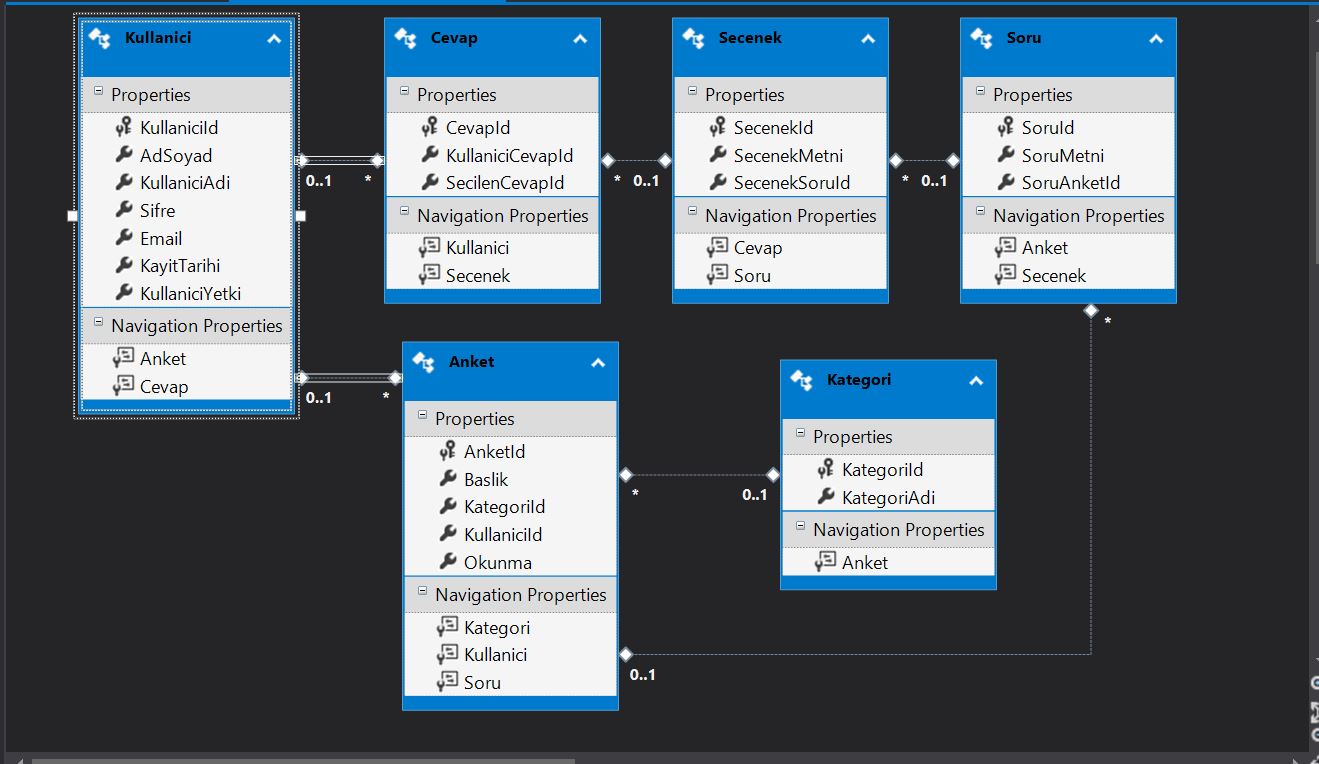 Kullanici
Properties
KullaniciId
AdSoyad
KullaniciAdi
Sifre
Email
KayitTarihi
KullaniciYetki
Navigation Properties
Anket
Cevap
0..1
*
0..1
*
Cevap
Properties
CevapId
KullaniciCevapId
SecilenCevapId
Navigation Properties
Kullanici
Secenek
*
0..1
Secenek
Properties
SecenekId
SecenekMetni
SecenekSoruId
Navigation Properties
Cevap
Soru
*
0..1
Soru
Properties
SoruId
SoruMetni
SoruAnketId
Navigation Properties
Anket
Secenek
*
Anket
Properties
AnketId
Baslik
KategoriId
KullaniciId
Okunma
Navigation Properties
Kategori
Kullanici
Soru
*
0..1
0..1
Kategori
Properties
KategoriId
KategoriAdi
Navigation Properties
Anket